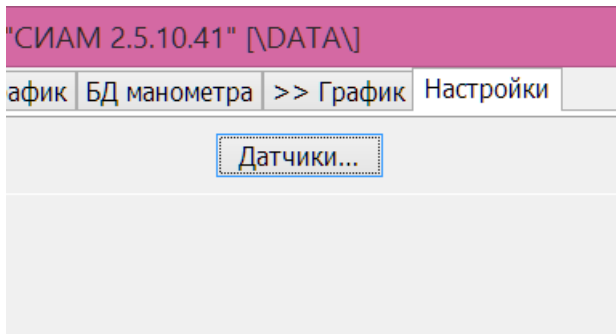 "СИАМ 2.5.10.41" [\DATA\]
афик БД манометра >> График Настройки
Датчики...